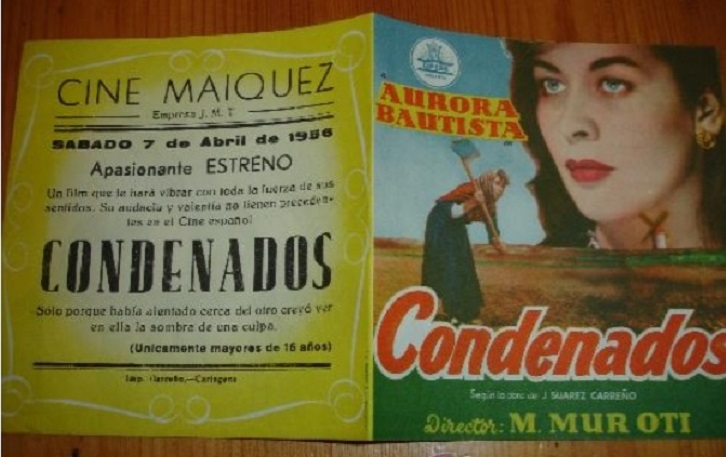 CINE MAIQUEZ
Empresa J. M. T.
SABADO 7 de Abril de 1956
Apasionante ESTRENO
Un film que le hará vibrar con toda la fuerza de sus
sentidos. Su audacia y valentía no tienen preceden-
tes en el Cine español
CONDENADOS
Sólo porque había alentado cerca del otro creyó ver
en ella la sombra de una culpa.
(Unicamente mayores de 16 años)
Imp. Carreño.—Cartagena
AURORA
BAUTISTA
Condenados
Según la obra de J. SUAREZ CARREÑO
Director: M. MUR OTI